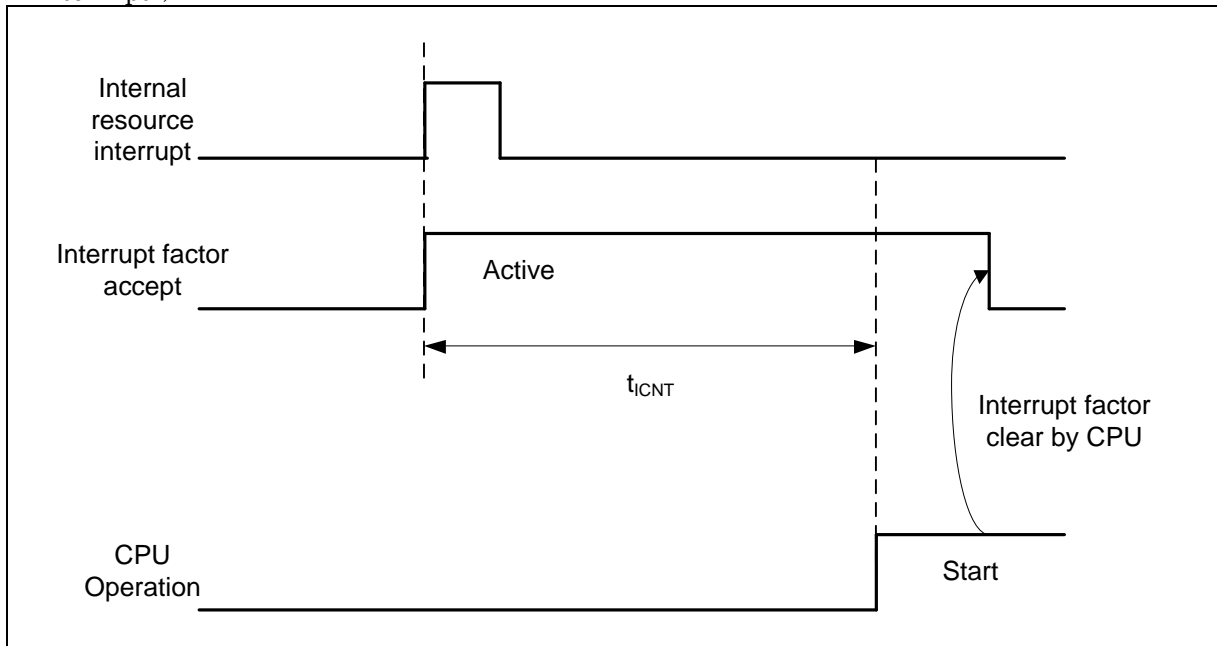 Internal
resource
interrupt
Interrupt factor
accept
Active
tICNT
Interrupt factor
clear by CPU
CPU
Operation
Start